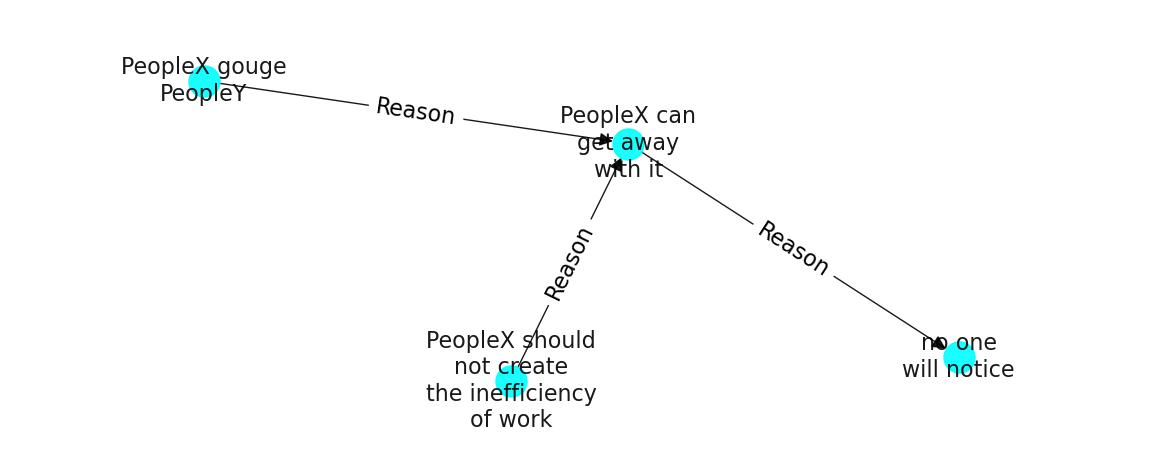 PeopleX gouge
PeopleY
Reason
PeopleX can
get away
with it
Reason
Reason
PeopleX should
not create
the inefficiency
of work
no one
will notice